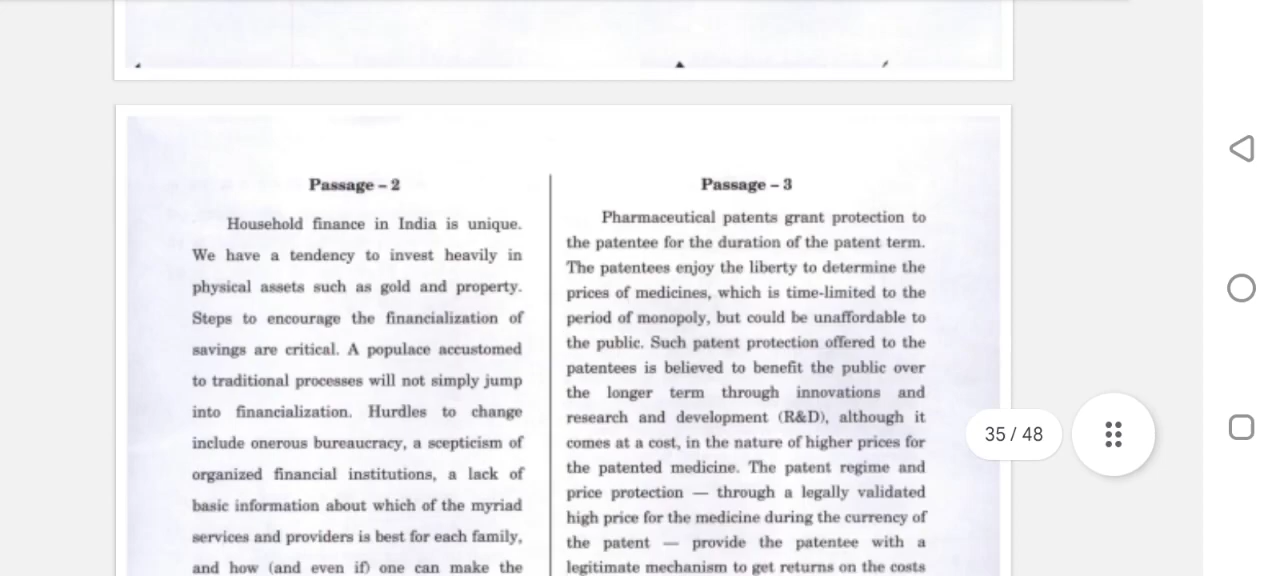 Passage – 2
Household finance in India is unique.
We have a tendency to invest heavily in
physical assets such as gold and property.
Steps to encourage the financialization of
savings are critical. A populace accustomed
to traditional processes will not simply jump
into financialization. Hurdles to change
include onerous bureaucracy, a scepticism of
organized financial institutions, a lack of
basic information about which of the myriad
services and providers is best for each family,
and how (and even if) one can make the
Passage – 3
Pharmaceutical patents grant protection to
the patentee for the duration of the patent term.
The patentees enjoy the liberty to determine the
prices of medicines, which is time-limited to the
period of monopoly, but could be unaffordable to
the public. Such patent protection offered to the
patentees is believed to benefit the public over
the longer term through innovations and
research and development (R&D), although it
comes at a cost, in the nature of higher prices for
the patented medicine. The patent regime and
price protection — through a legally validated
high price for the medicine during the currency of
the patent — provide the patentee with a
legitimate mechanism to get returns on the costs
35 / 48